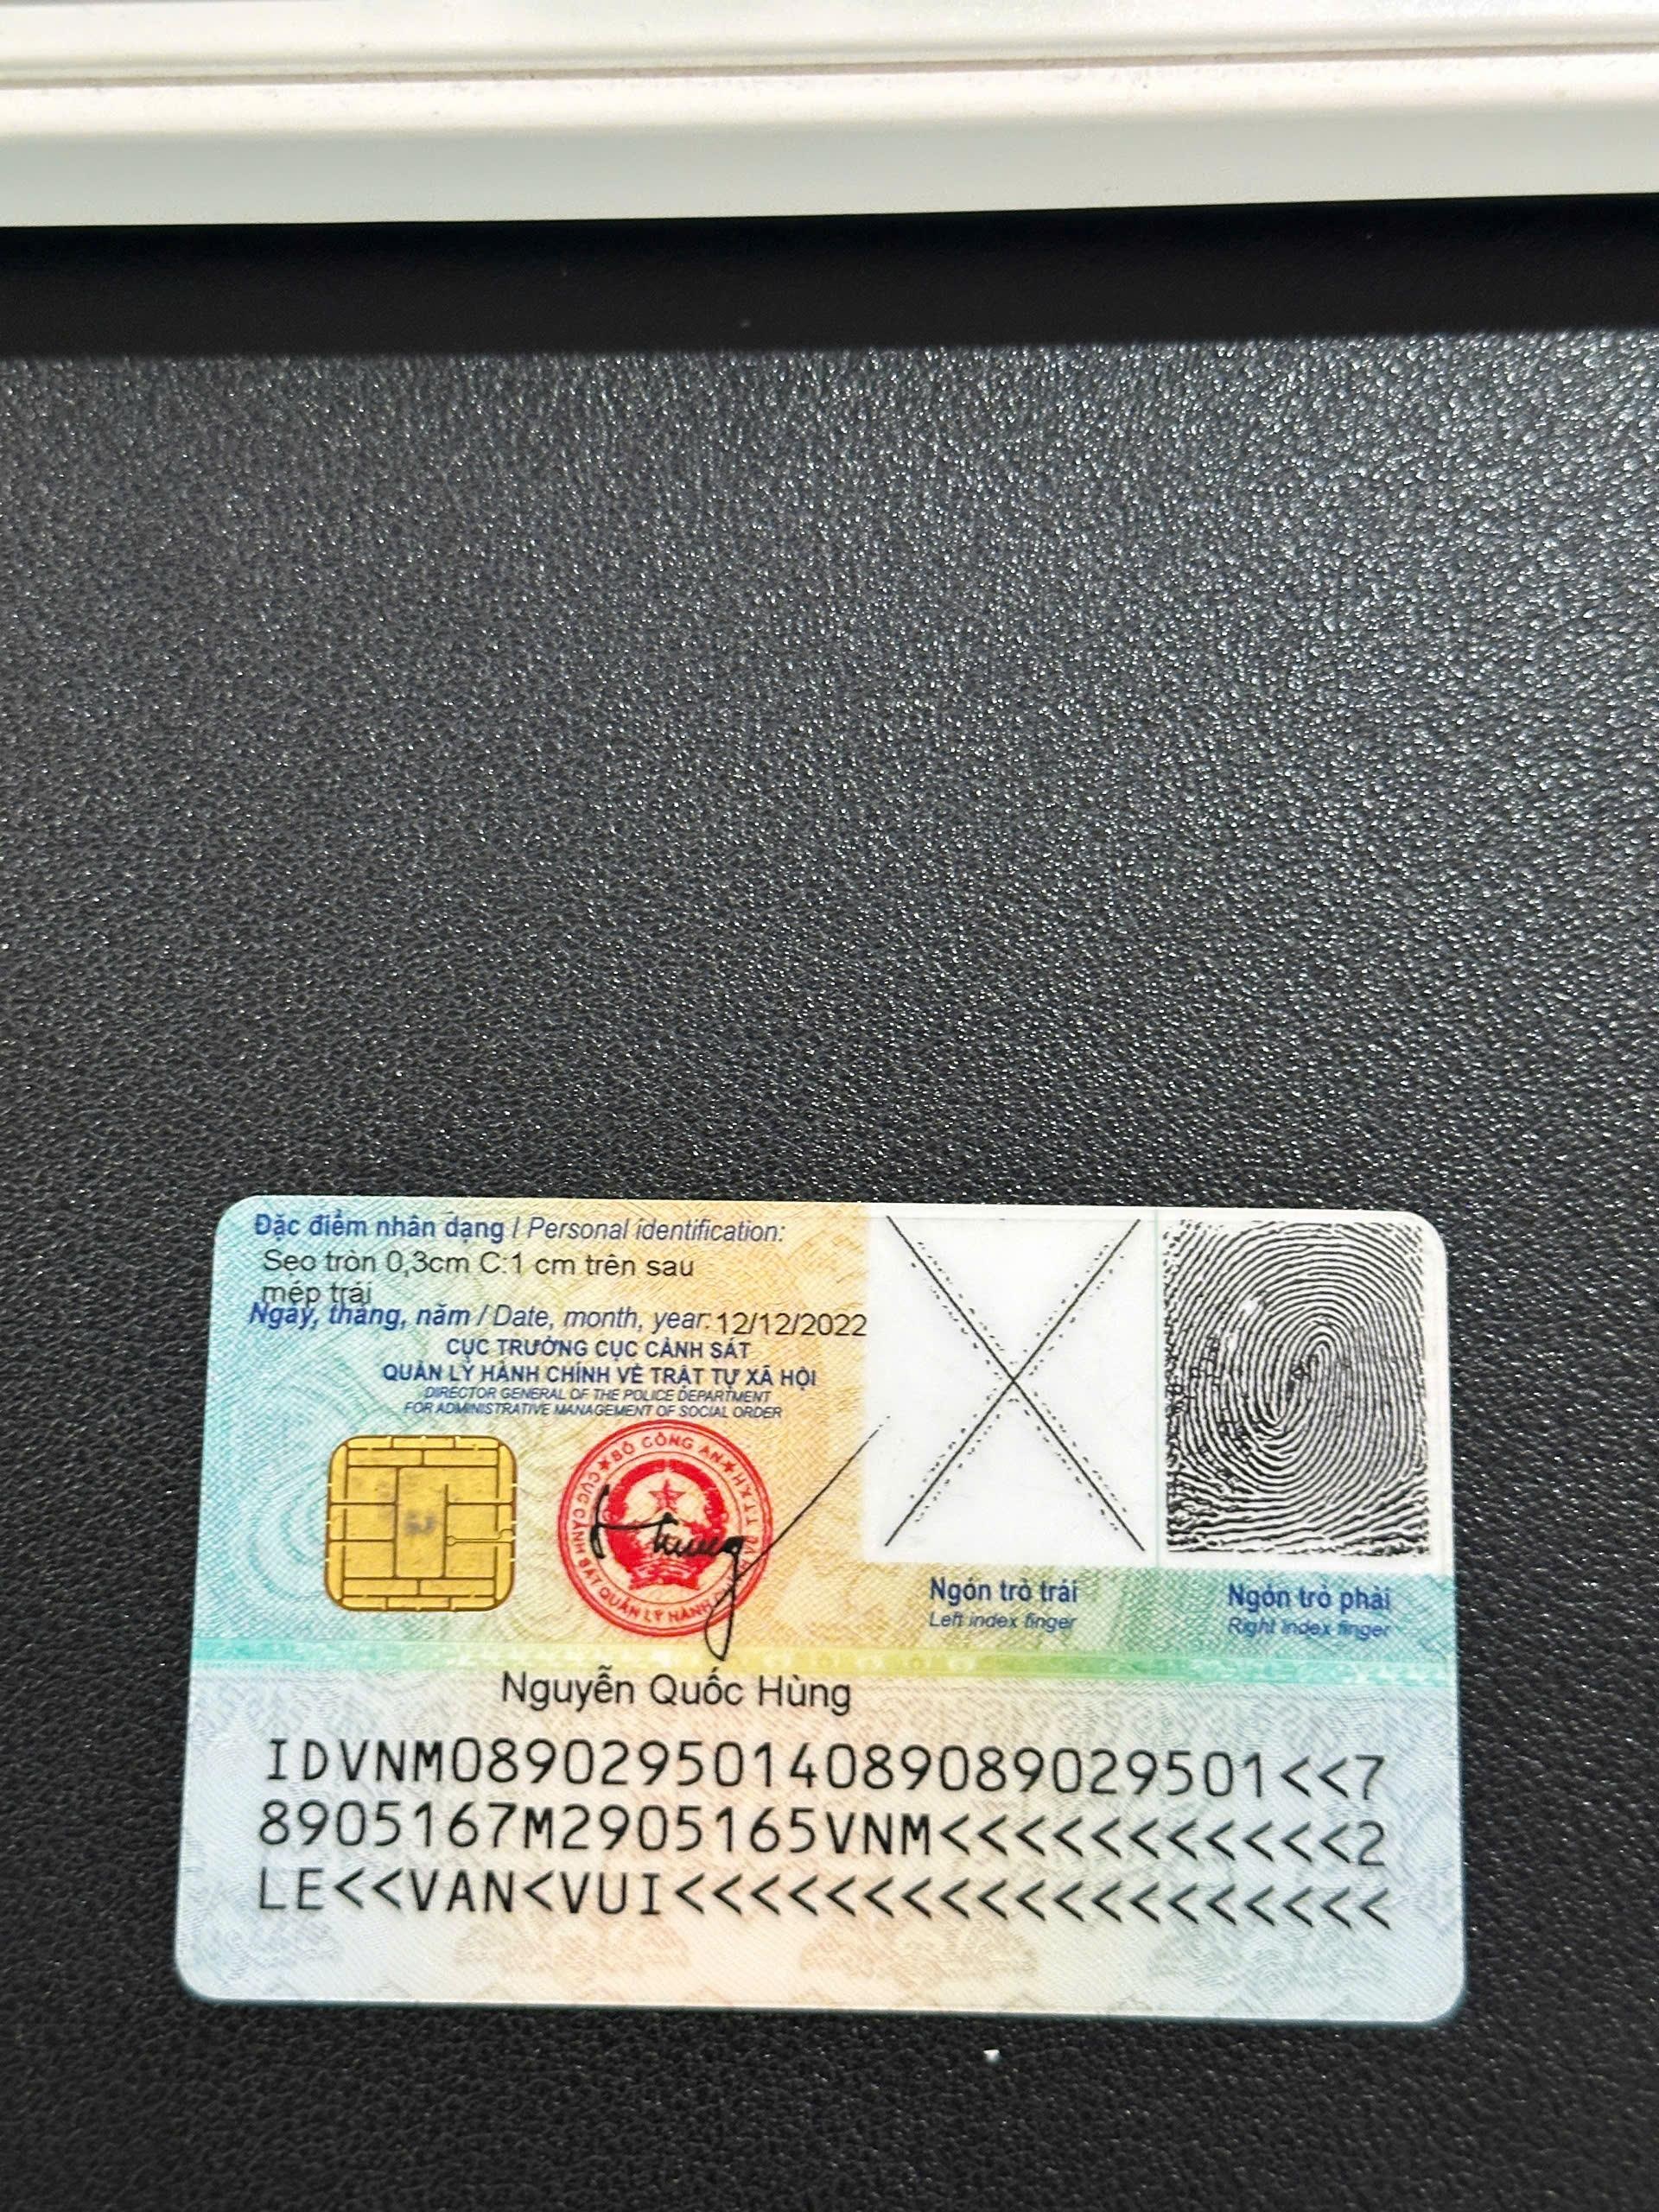 Đặc điểm nhân dạng / Personal identification:
Sẹo tròn 0,3cm C:1 cm trên sau
mép trái
Ngày, tháng, năm / Date, month, year: 12/12/2022
CỤC TRƯỞNG CỤC CẢNH SÁT
QUẢN LÝ HÀNH CHÍNH VỀ TRẬT TỰ XÃ HỘI
DIRECTOR GENERAL OF THE POLICE DEPARTMENT
FOR ADMINISTRATIVE MANAGEMENT OF SOCIAL ORDER
BỘ CÔNG AN
CỤC CẢNH SÁT QUẢN LÝ HÀNH
Hùng
Ngón trỏ trái
Left index finger
Ngón trỏ phải
Right index finger
Nguyễn Quốc Hùng
IDVNM0890295014089089029501<<7
8905167M2905165VNM<<<<<<<<<<<2
LE<<VAN<VUI<<<<<<<<<<<<<<<<<<<